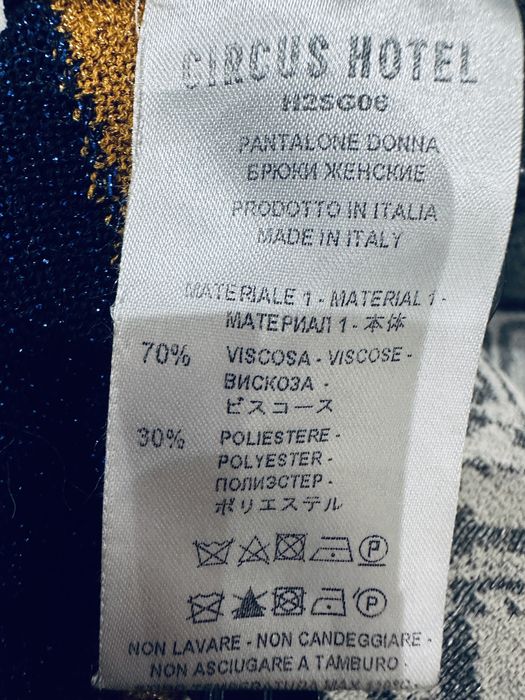 CIRCUS HOTEL
H2SG06
PANTALONE DONNA
БРЮКИ ЖЕНСКИЕ
PRODOTTO IN ITALIA
MADE IN ITALY
MATERIALE 1 - MATERIAL 1 -
МАТЕРИАЛ 1 - 本体
70% VISCOSA - VISCOSE -
ВИСКОЗА -
ビスコース
30% POLIESTERE -
POLYESTER -
ПОЛИЭСТЕР -
ポリエステル
P
P
NON LAVARE - NON CANDEGGIARE -
NON ASCIUGARE A TAMBURO -
TEMPERATURA MAX